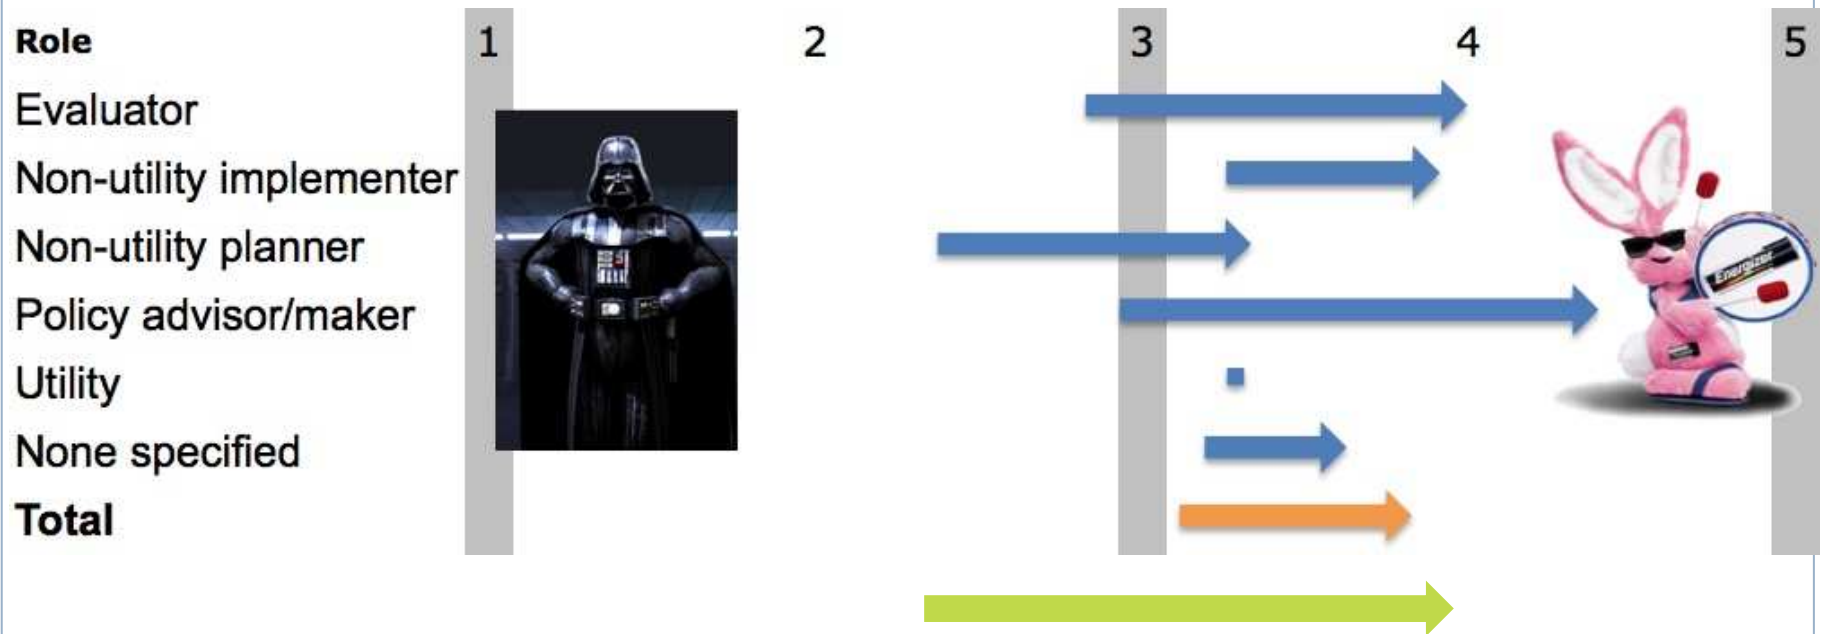 Role 1 2 3 4 5
Evaluator
Non-utility implementer
Non-utility planner
Energizer
Policy advisor/maker
Utility
None specified
Total